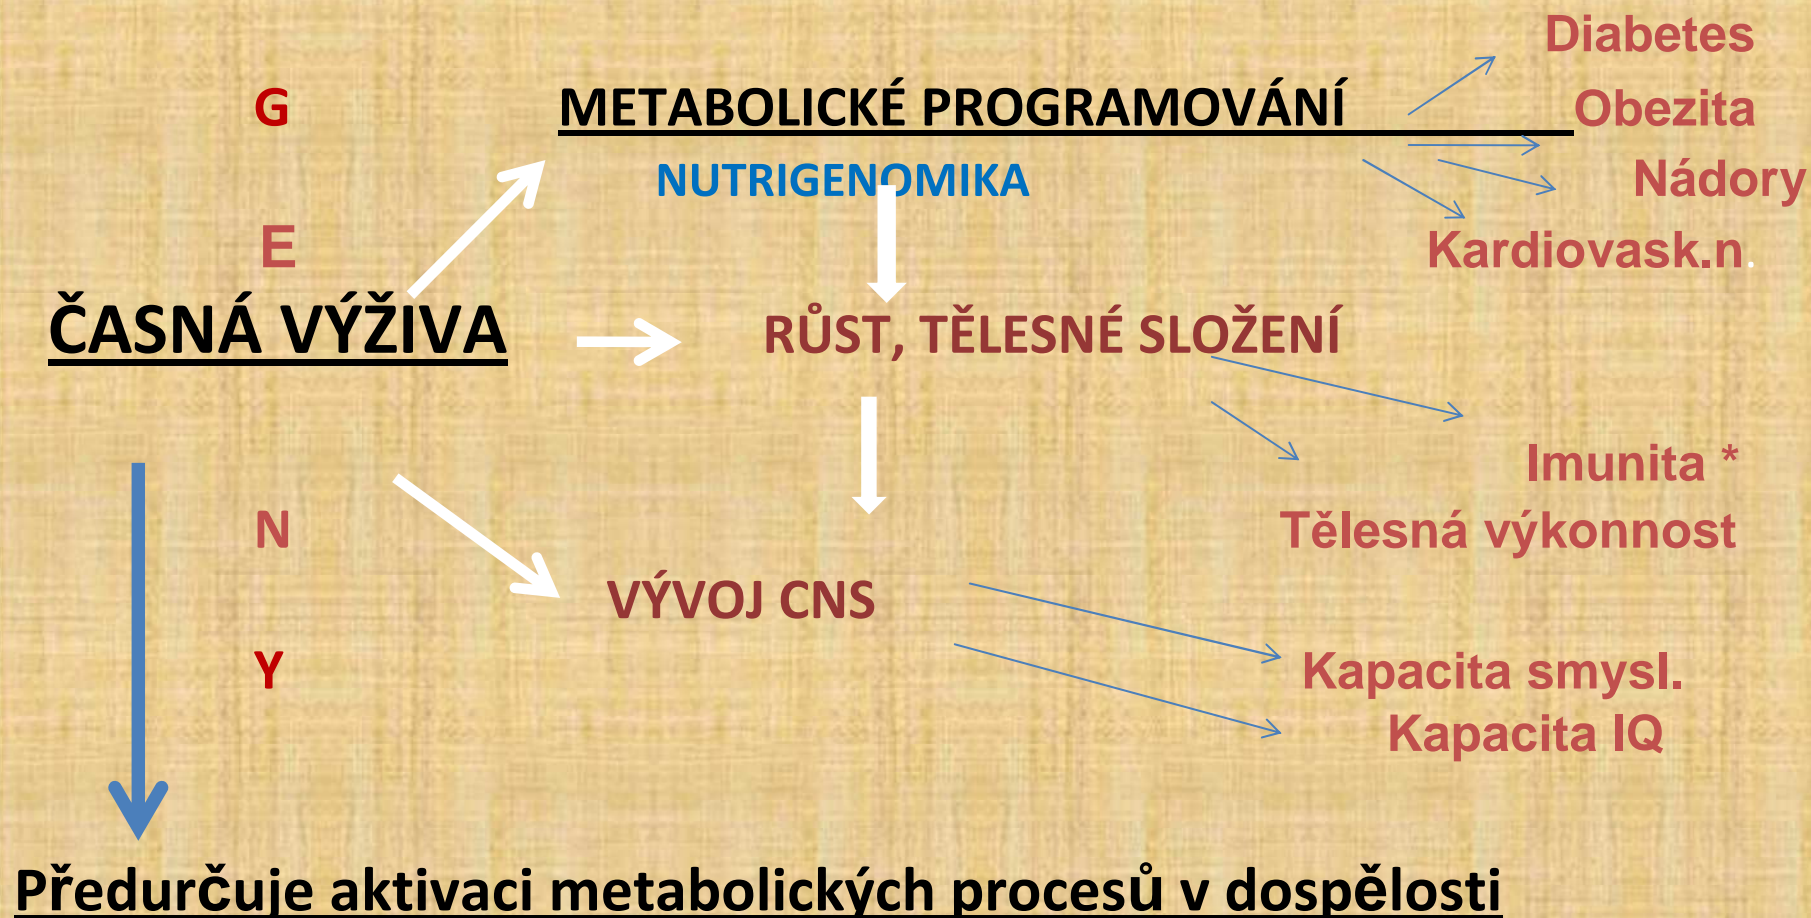 Diabetes
G
METABOLICKÉ PROGRAMOVÁNÍ
Obezita
NUTRIGENOMIKA
Nádory
E
Kardiovask.n.
ČASNÁ VÝŽIVA
RŮST, TĚLESNÉ SLOŽENÍ
Imunita *
N
Tělesná výkonnost
VÝVOJ CNS
Y
Kapacita smysl.
Kapacita IQ
Předurčuje aktivaci metabolických procesů v dospělosti